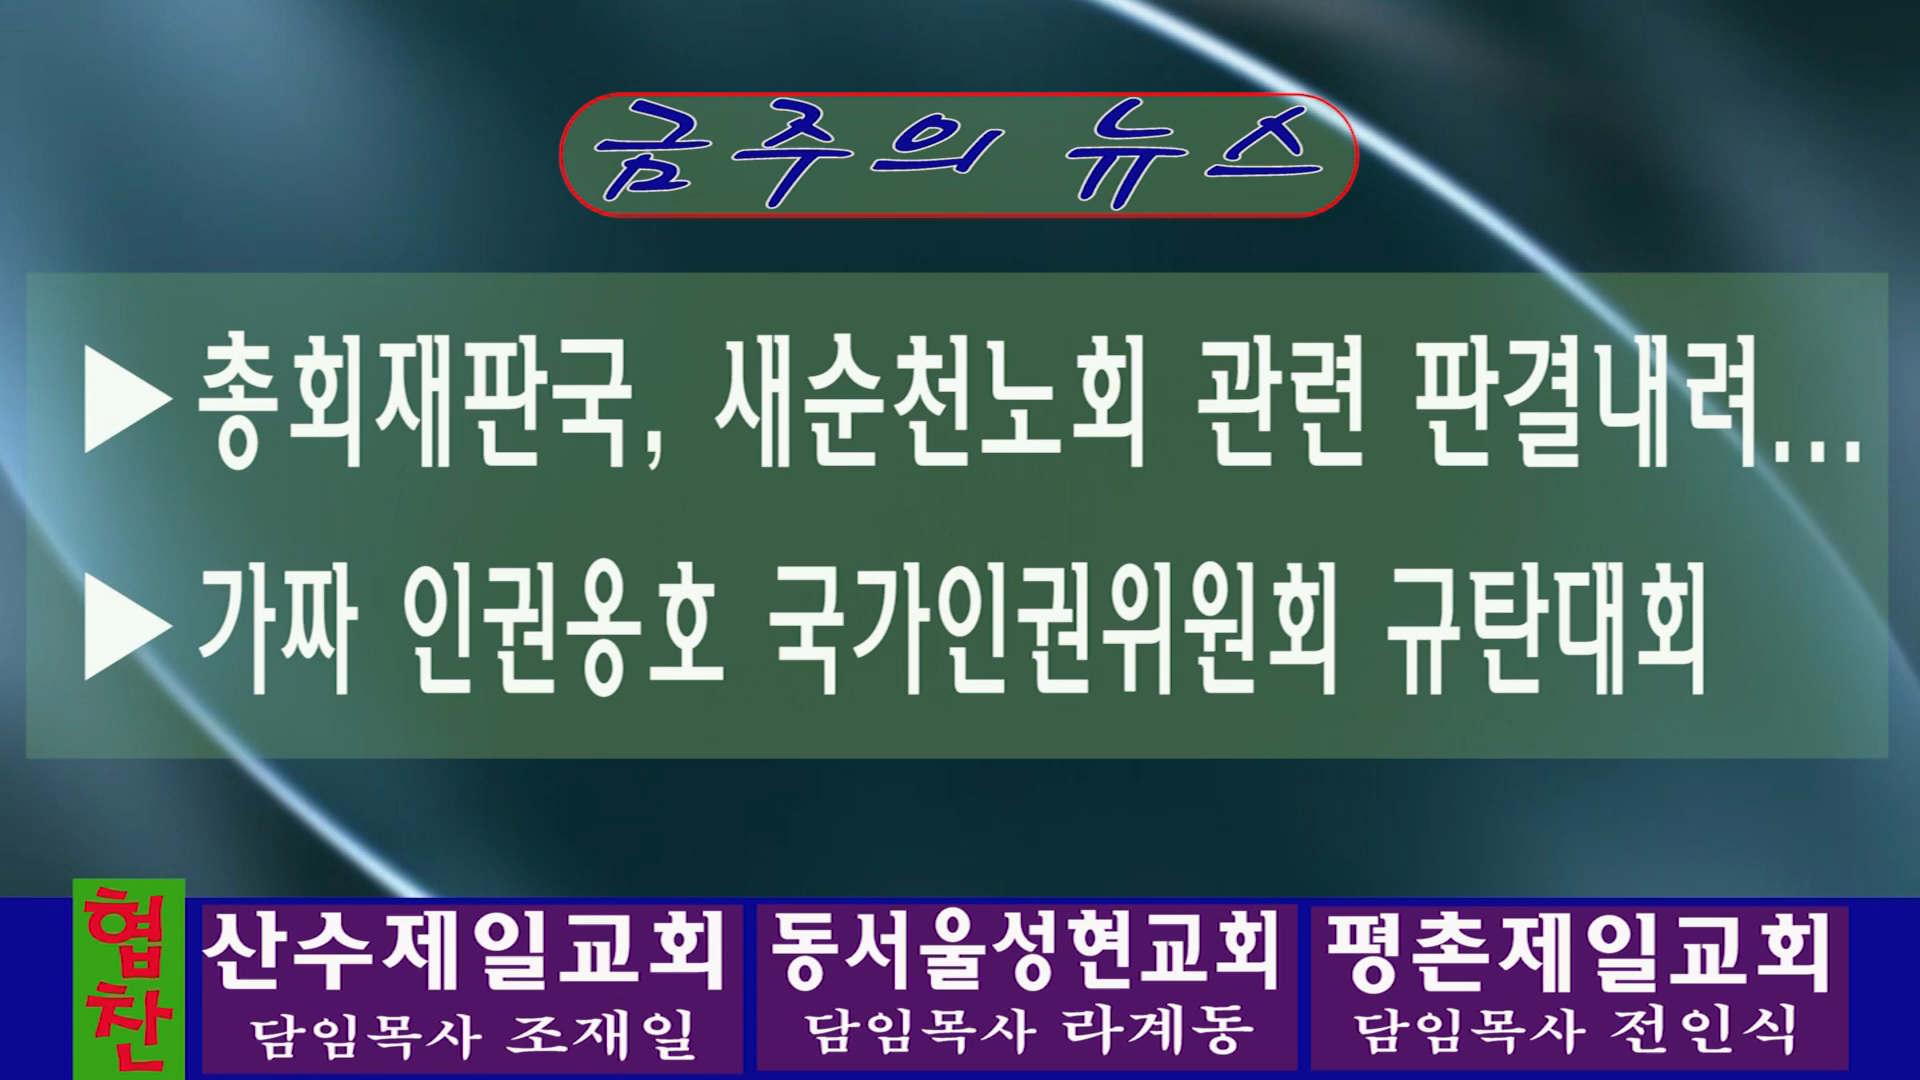 금주의 뉴스
▶총회재판국, 새순천노회 관련 판결내려...
▶가짜 인권옹호 국가인권위원회 규탄대회
협찬
산수제일교회
담임목사 조재일
동서울성현교회
담임목사 라계동
평촌제일교회
담임목사 전인식